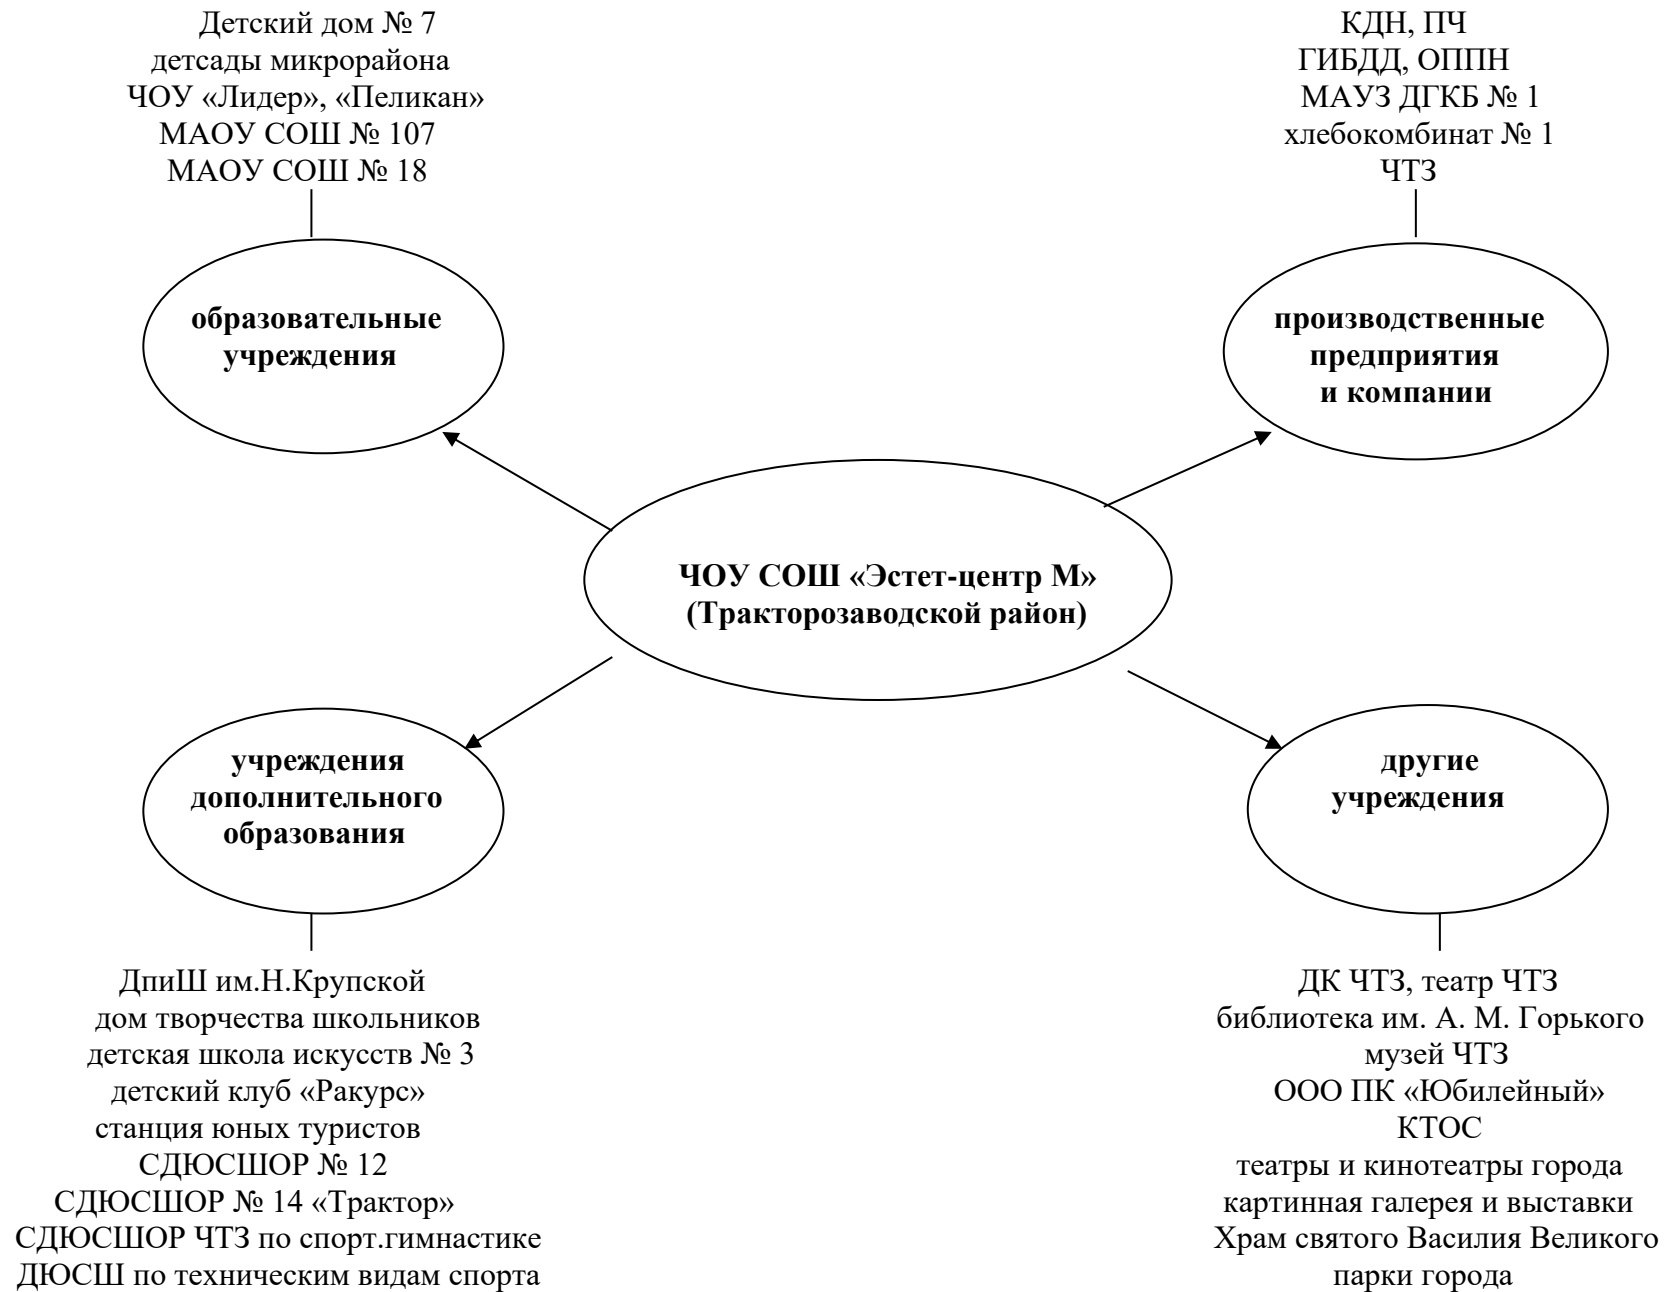 Детский дом № 7
детсады микрорайона
ЧОУ «Лидер», «Пеликан»
МАОУ СОШ № 107
МАОУ СОШ № 18
КДН, ПЧ
ГИБДД, ОППН
МАУЗ ДГКБ № 1
хлебокомбинат № 1
ЧТЗ
образовательные
учреждения
производственные
предприятия
и компании
ЧОУ СОШ «Эстет-центр М»
(Тракторозаводской район)
учреждения
дополнительного
образования
другие
учреждения
ДпиШ им.Н.Крупской
дом творчества школьников
детская школа искусств № 3
детский клуб «Ракурс»
станция юных туристов
СДЮСШОР № 12
СДЮСШОР № 14 «Трактор»
СДЮСШОР ЧТЗ по спорт.гимнастике
ДЮСШ по техническим видам спорта
ДК ЧТЗ, театр ЧТЗ
библиотека им. А. М. Горького
музей ЧТЗ
ООО ПК «Юбилейный»
КТОС
театры и кинотеатры города
картинная галерея и выставки
Храм святого Василия Великого
парки города